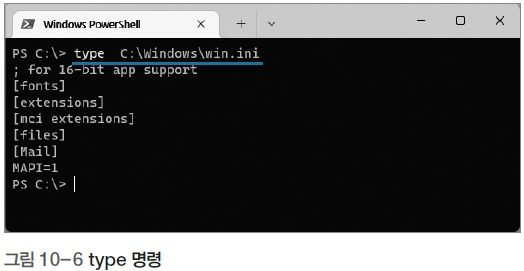 Windows PowerShell
PS C:\> type  C:\Windows\win.ini
; for 16-bit app support
[fonts]
[extensions]
[mci extensions]
[files]
[Mail]
MAPI=1
PS C:\>
그림 10-6 type 명령